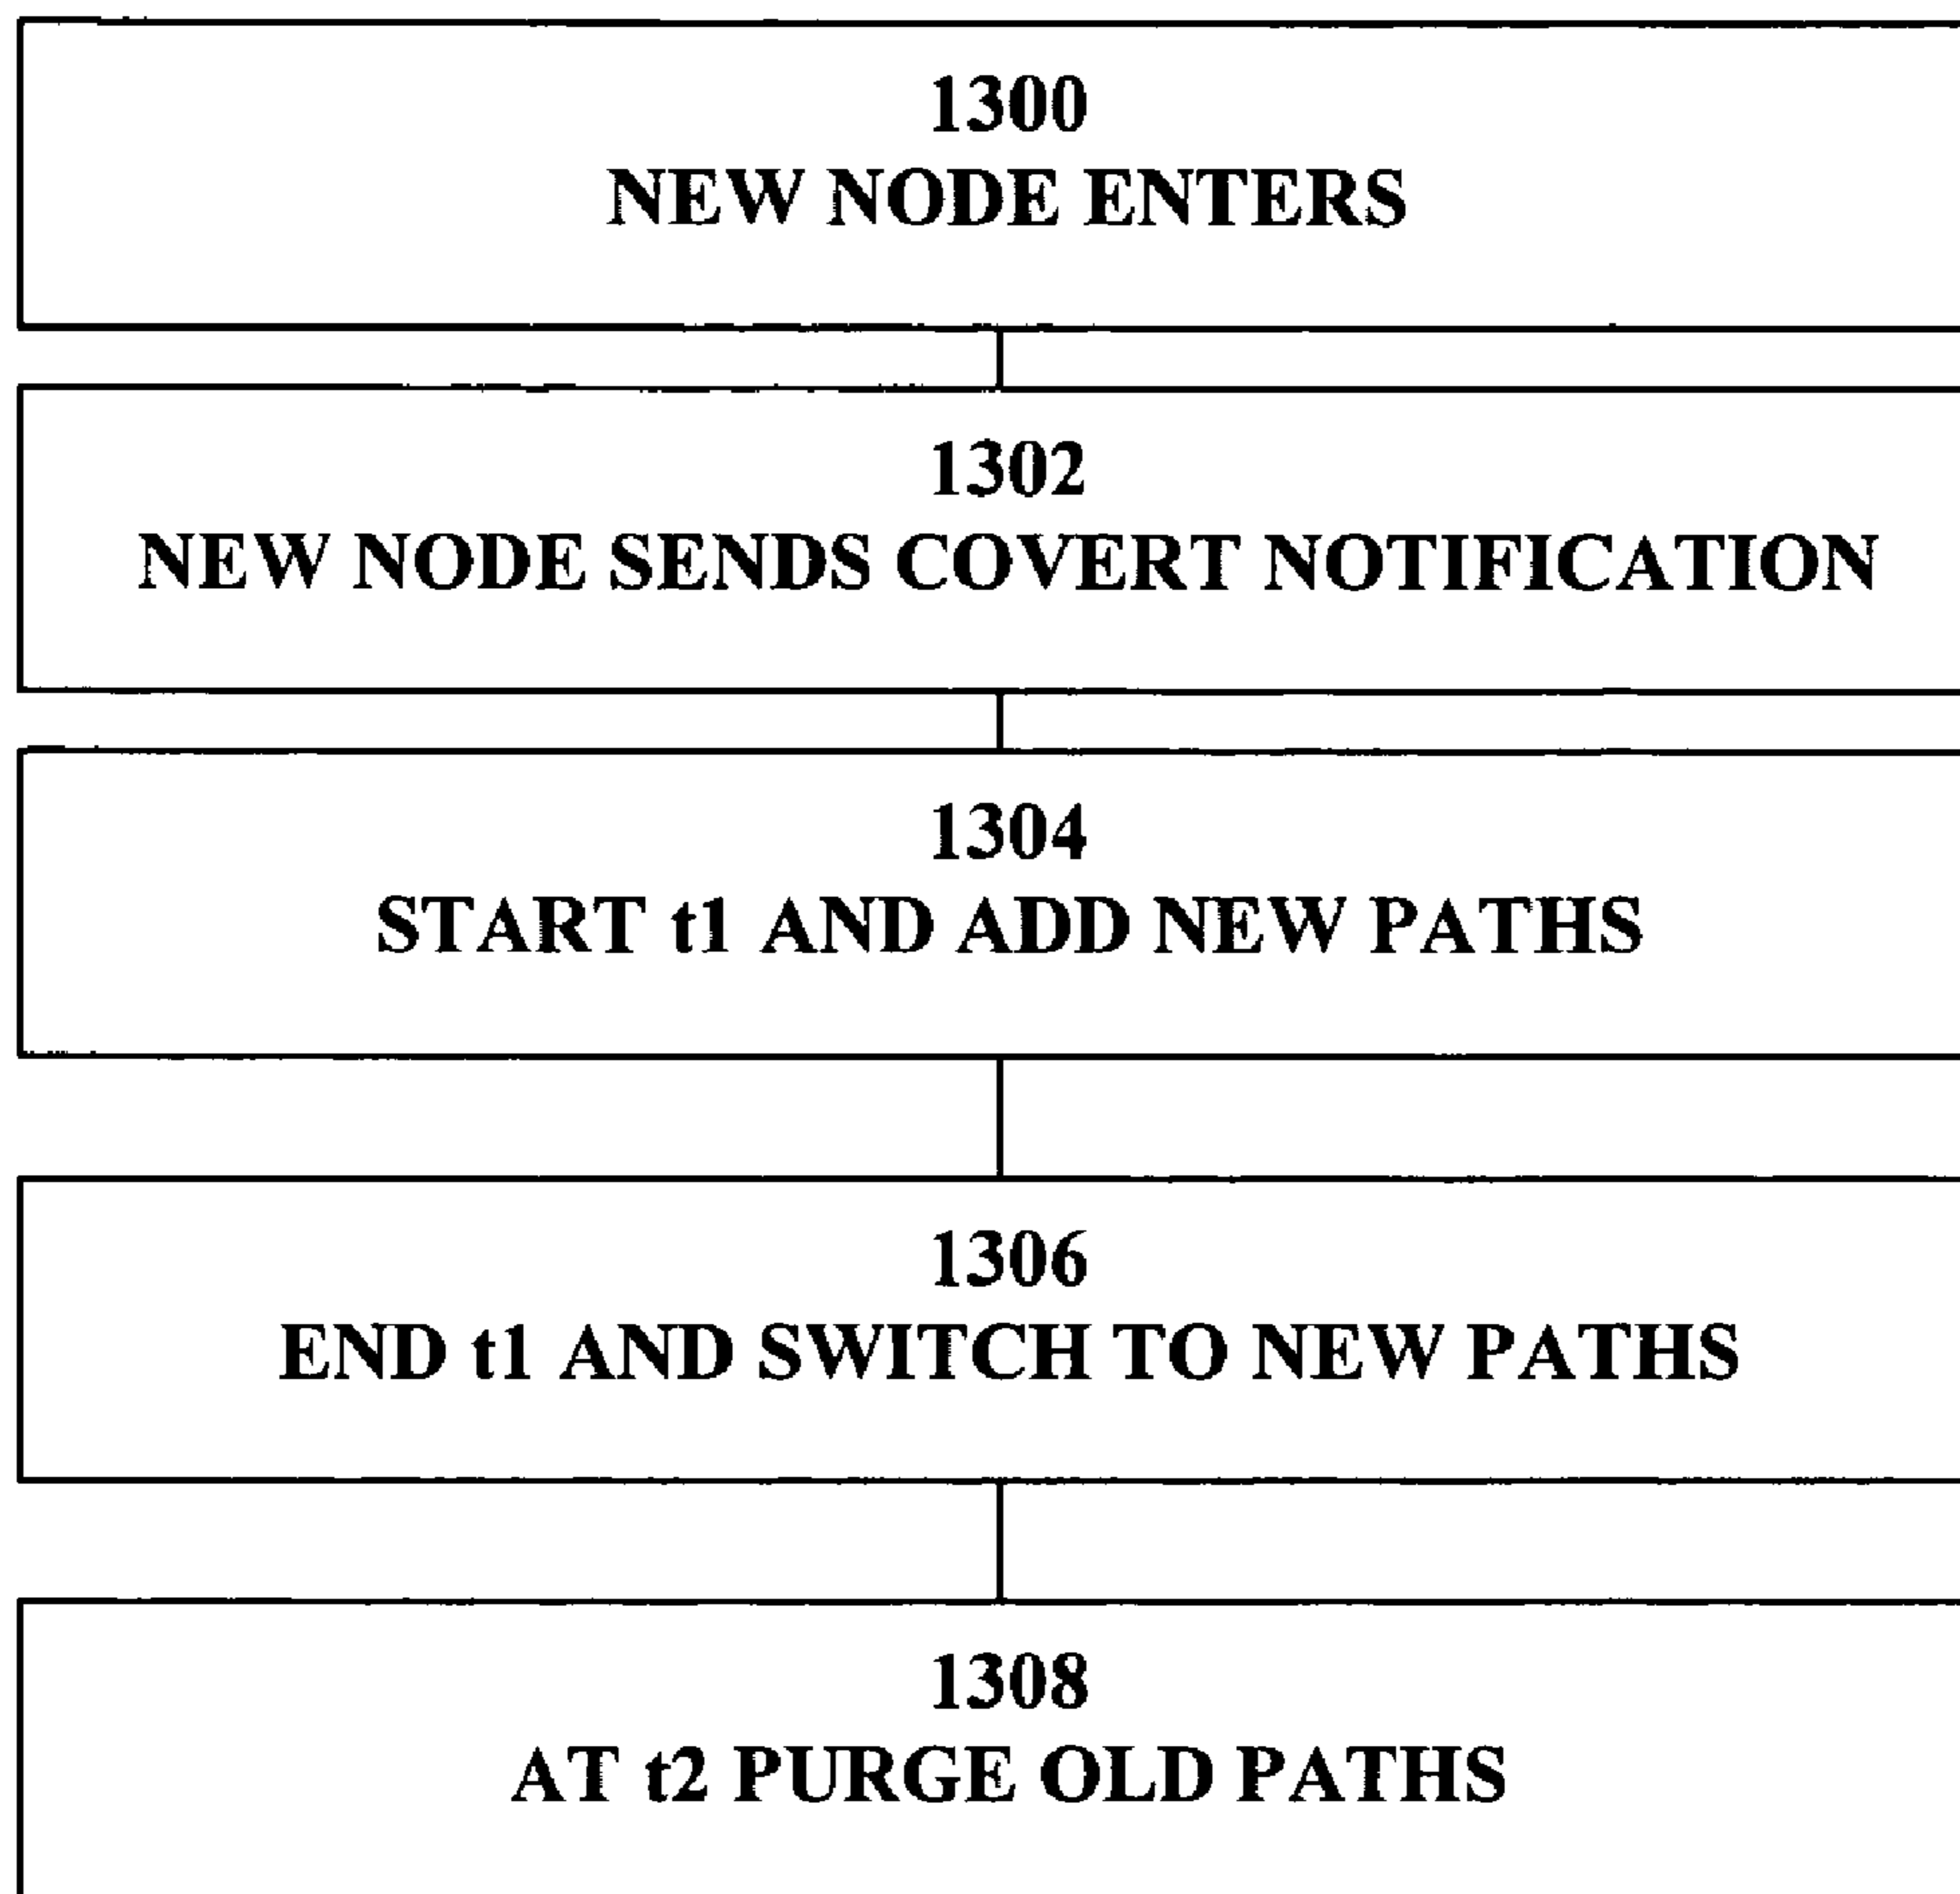 1300
NEW NODE ENTERS
1302
NEW NODE SENDS COVERT NOTIFICATION
1304
START t1 AND ADD NEW PATHS
1306
END t1 AND SWITCH TO NEW PATHS
1308
AT t2 PURGE OLD PATHS